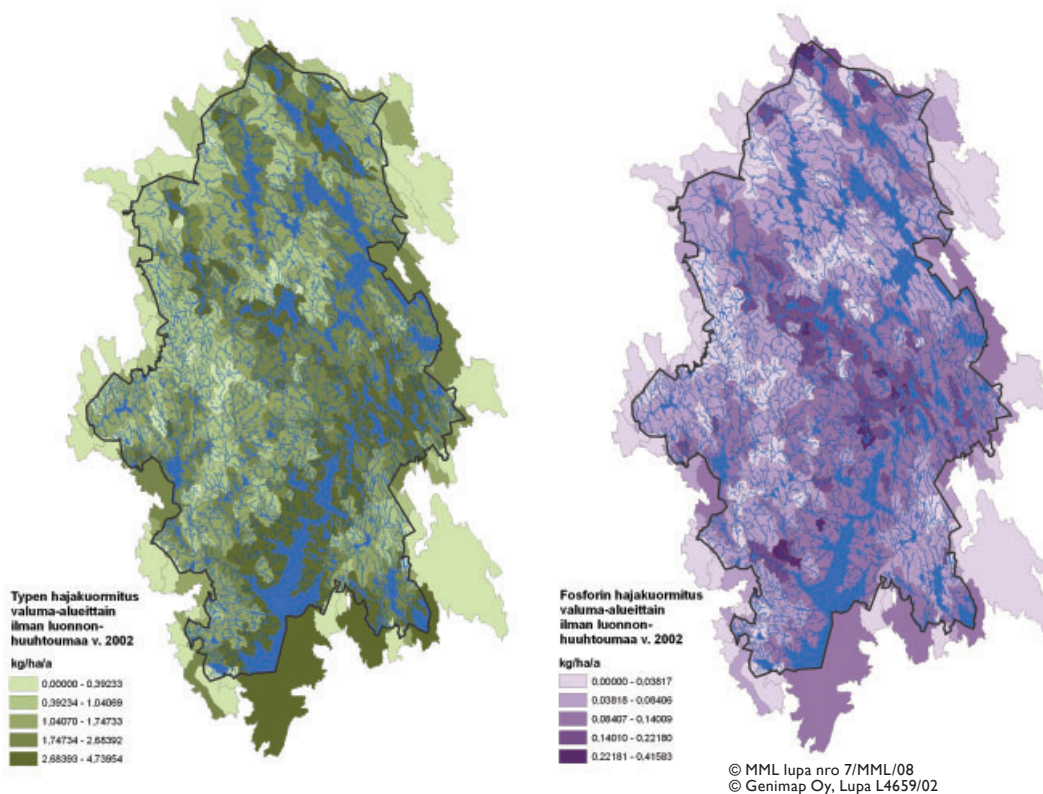 Typen hajakuormitus
valuma-alueittain
ilman luonnon-
huuhtoumaa v. 2002
kg/ha/a
0,00000 - 0,39233
0,39234 - 1,04069
1,04070 - 1,74733
1,74734 - 2,68392
2,68393 - 4,73954
Fosforin hajakuormitus
valuma-alueittain
ilman luonnon-
huuhtoumaa v. 2002
kg/ha/a
0,00000 - 0,03817
0,03818 - 0,08406
0,08407 - 0,14009
0,14010 - 0,22180
0,22181 - 0,41583
© MML lupa nro 7/MML/08
© Genimap Oy, Lupa L4659/02